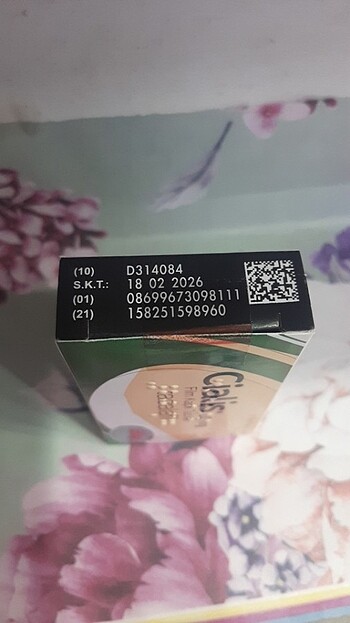 (10) D314084
S.K.T.: 18 02 2026
(01) 08699673098111
(21) 158251598960
Cialis